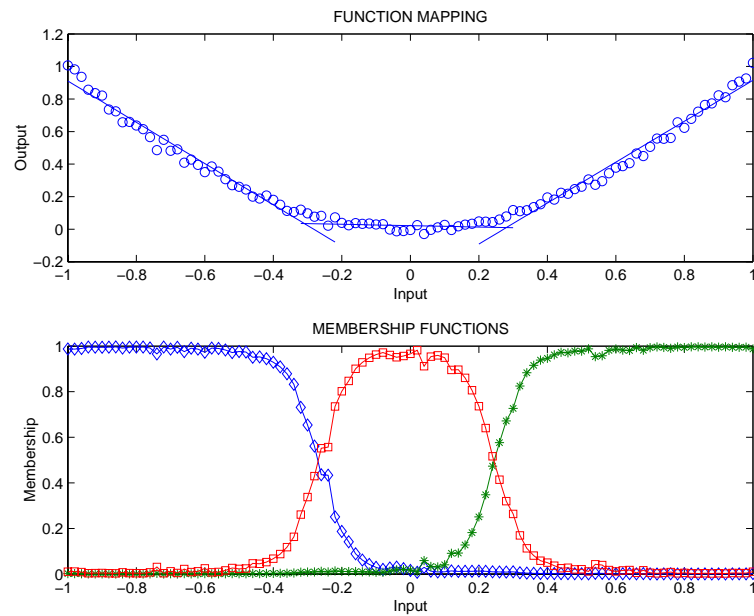 FUNCTION MAPPING
1.2
1
0.8
0.6
0.4
0.2
0
−0.2
Output
−1 −0.8 −0.6 −0.4 −0.2 0 0.2 0.4 0.6 0.8 1
Input
MEMBERSHIP FUNCTIONS
1
0.8
0.6
0.4
0.2
0
Membership
−1 −0.8 −0.6 −0.4 −0.2 0 0.2 0.4 0.6 0.8 1
Input